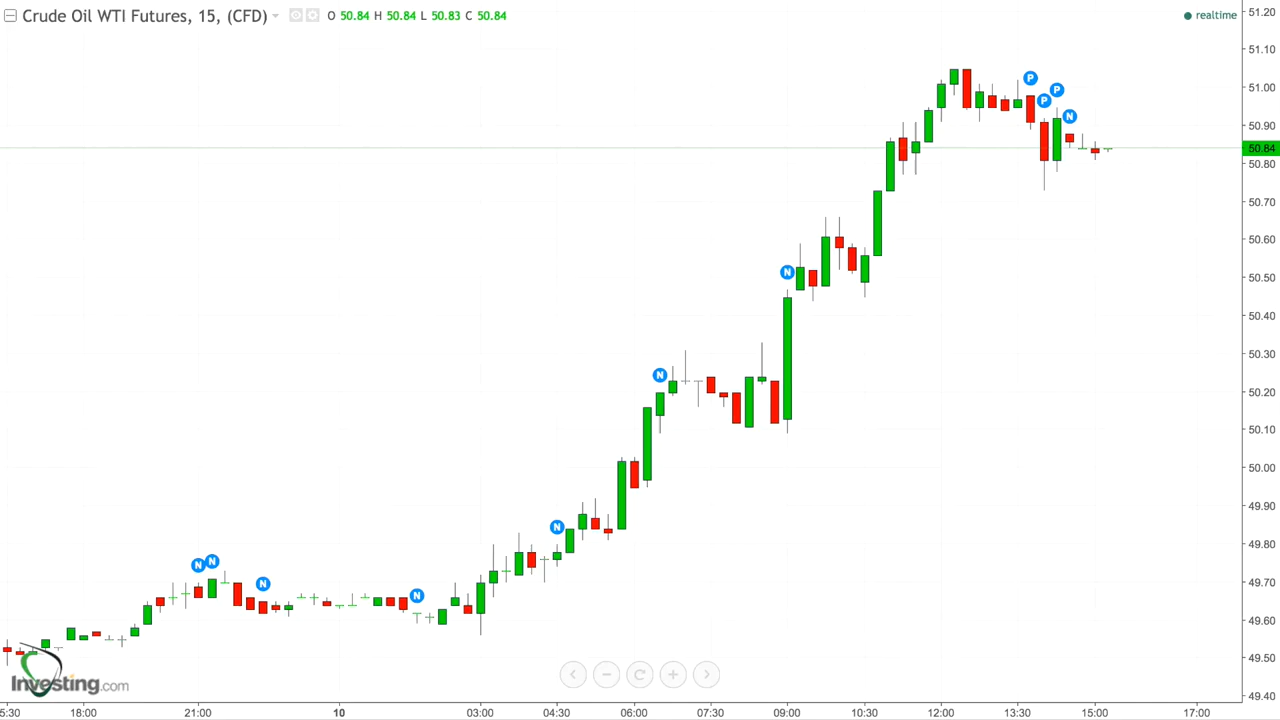 Crude Oil WTI Futures, 15, (CFD) O 50.84 H 50.84 L 50.83 C 50.84
realtime
51.20
51.10
51.00
50.90
50.84
50.80
50.70
50.60
50.50
50.40
50.30
50.20
50.10
50.00
49.90
49.80
49.70
49.60
49.50
49.40
P
P
P
N
N
N
N
N
N
N
N
Investing.com
5:30 18:00 21:00 10 03:00 04:30 06:00 07:30 09:00 10:30 12:00 13:30 15:00 17:00